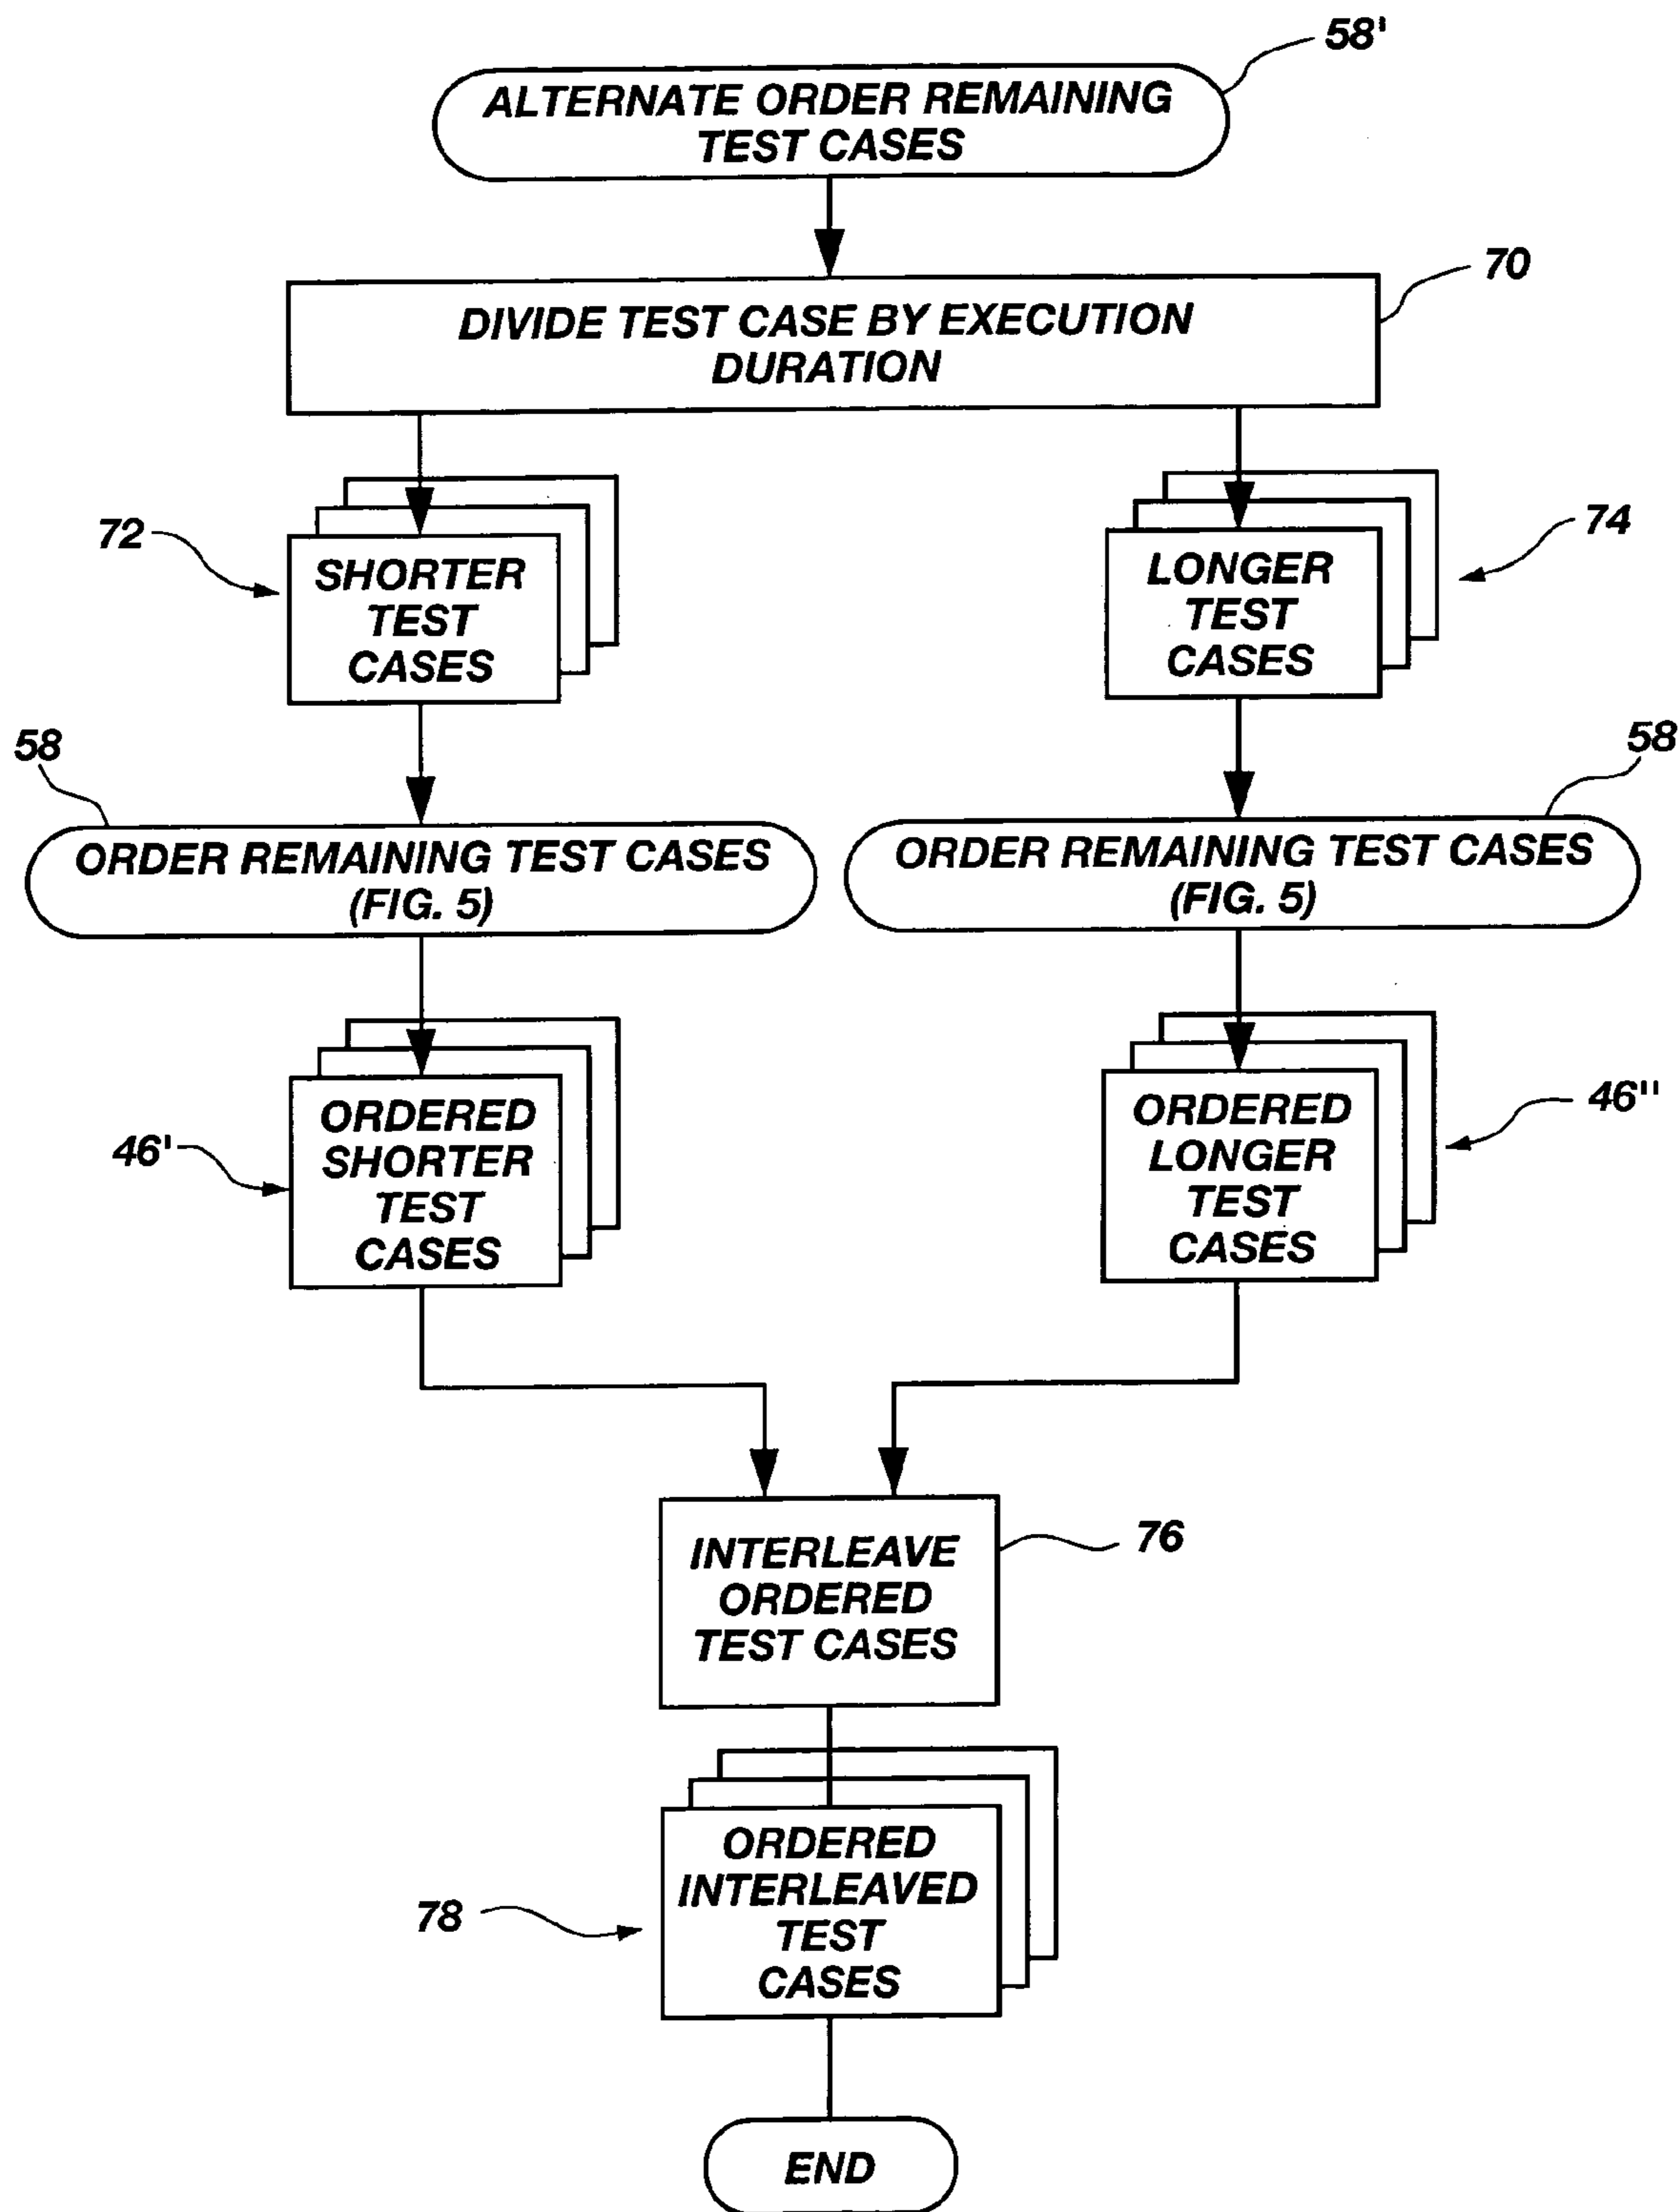 58'
ALTERNATE ORDER REMAINING
TEST CASES
70
DIVIDE TEST CASE BY EXECUTION
DURATION
72
SHORTER
TEST
CASES
74
LONGER
TEST
CASES
58
ORDER REMAINING TEST CASES
(FIG. 5)
58
ORDER REMAINING TEST CASES
(FIG. 5)
46'
ORDERED
SHORTER
TEST
CASES
46"
ORDERED
LONGER
TEST
CASES
INTERLEAVE
ORDERED
TEST CASES
76
78
ORDERED
INTERLEAVED
TEST
CASES
END